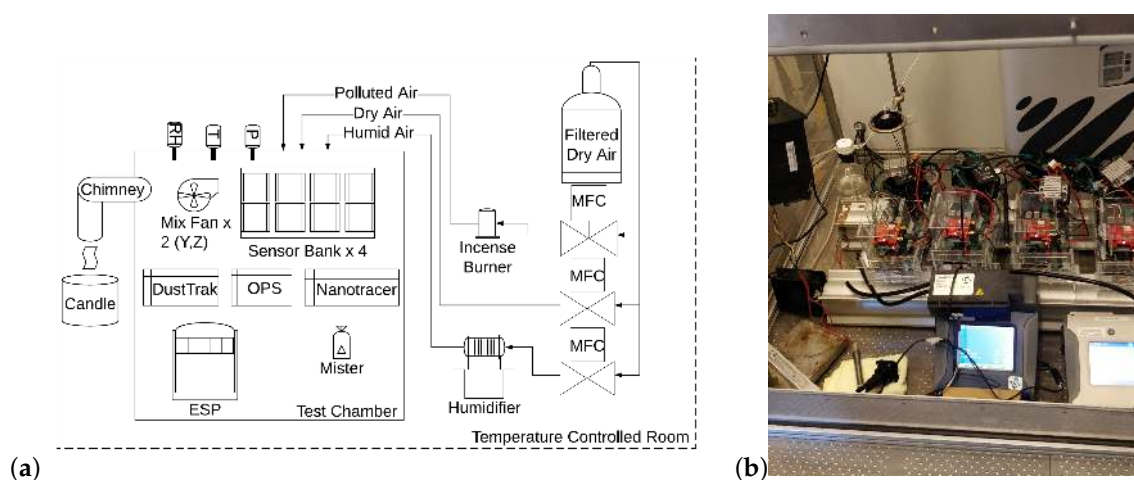 Polluted Air
Dry Air
Humid Air
RH
T
P
Filtered
Dry Air
Chimney
MFC
Mix Fan x
2 (Y,Z)
Sensor Bank x 4
Incense
Burner
Candle
DustTrak
OPS
Nanotracer
MFC
MFC
Mister
ESP
Humidifier
Test Chamber
Temperature Controlled Room
(a)
(b)